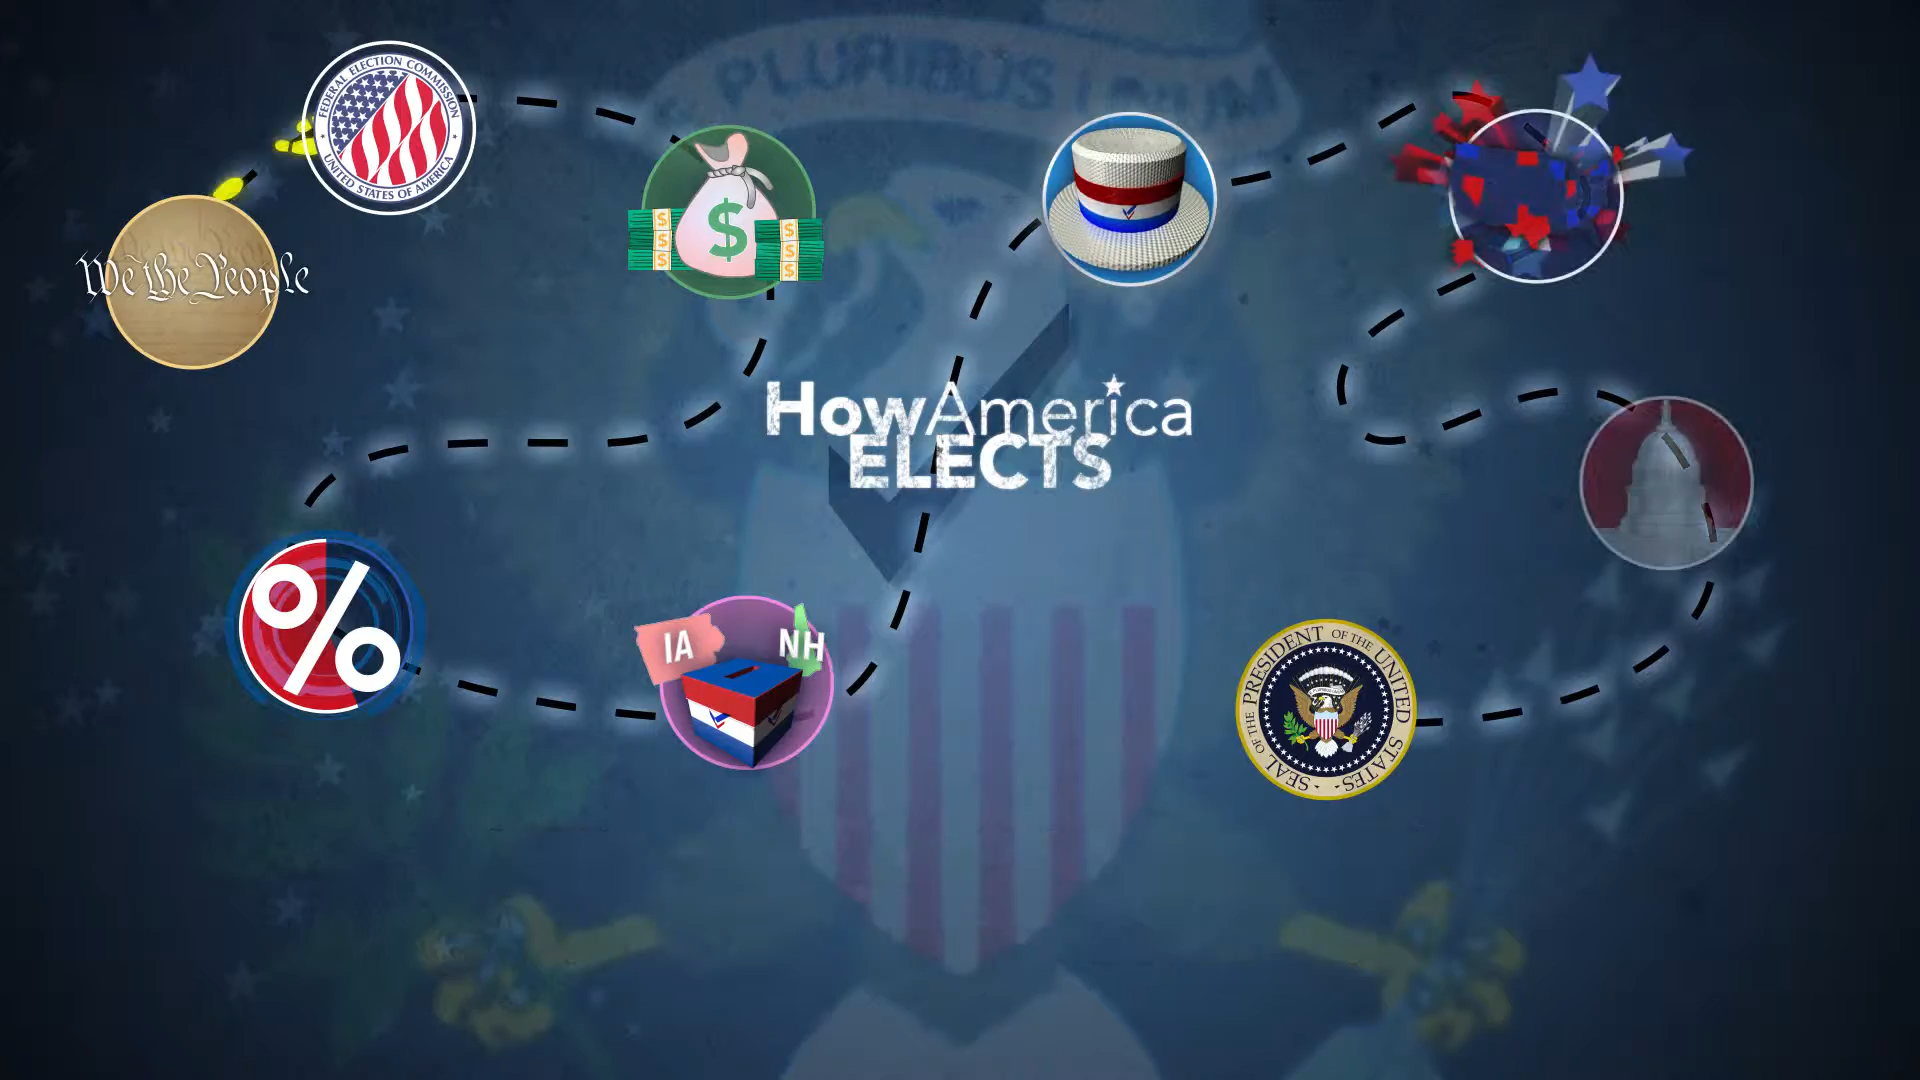 PLURIBUS UNUM
FEDERAL ELECTION COMMISSION
UNITED STATES OF AMERICA
We the People
$
$ $
$ $
$ $
HowAmerica
ELECTS
%
IA
NH
SEAL OF THE PRESIDENT OF THE UNITED STATES